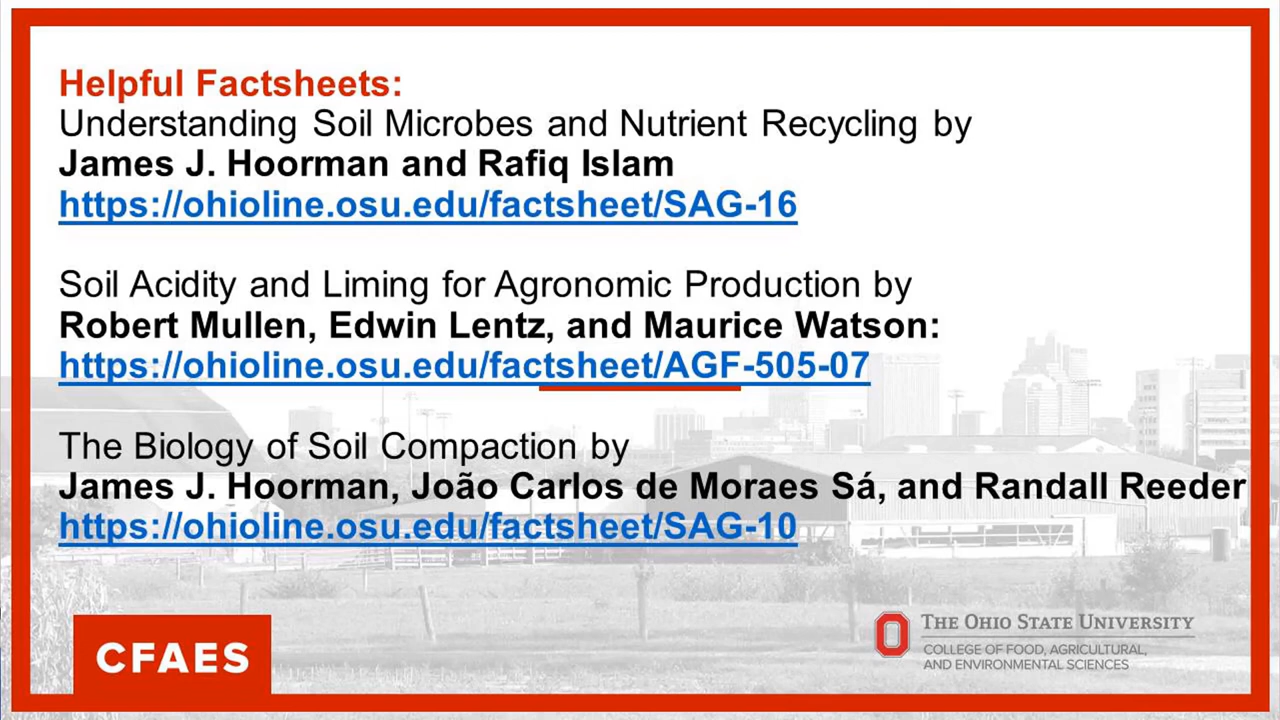 Helpful Factsheets:
Understanding Soil Microbes and Nutrient Recycling by
James J. Hoorman and Rafiq Islam
https://ohioline.osu.edu/factsheet/SAG-16
Soil Acidity and Liming for Agronomic Production by
Robert Mullen, Edwin Lentz, and Maurice Watson:
https://ohioline.osu.edu/factsheet/AGF-505-07
The Biology of Soil Compaction by
James J. Hoorman, João Carlos de Moraes Sá, and Randall Reeder
https://ohioline.osu.edu/factsheet/SAG-10
CFAES
THE OHIO STATE UNIVERSITY
COLLEGE OF FOOD, AGRICULTURAL,
AND ENVIRONMENTAL SCIENCES